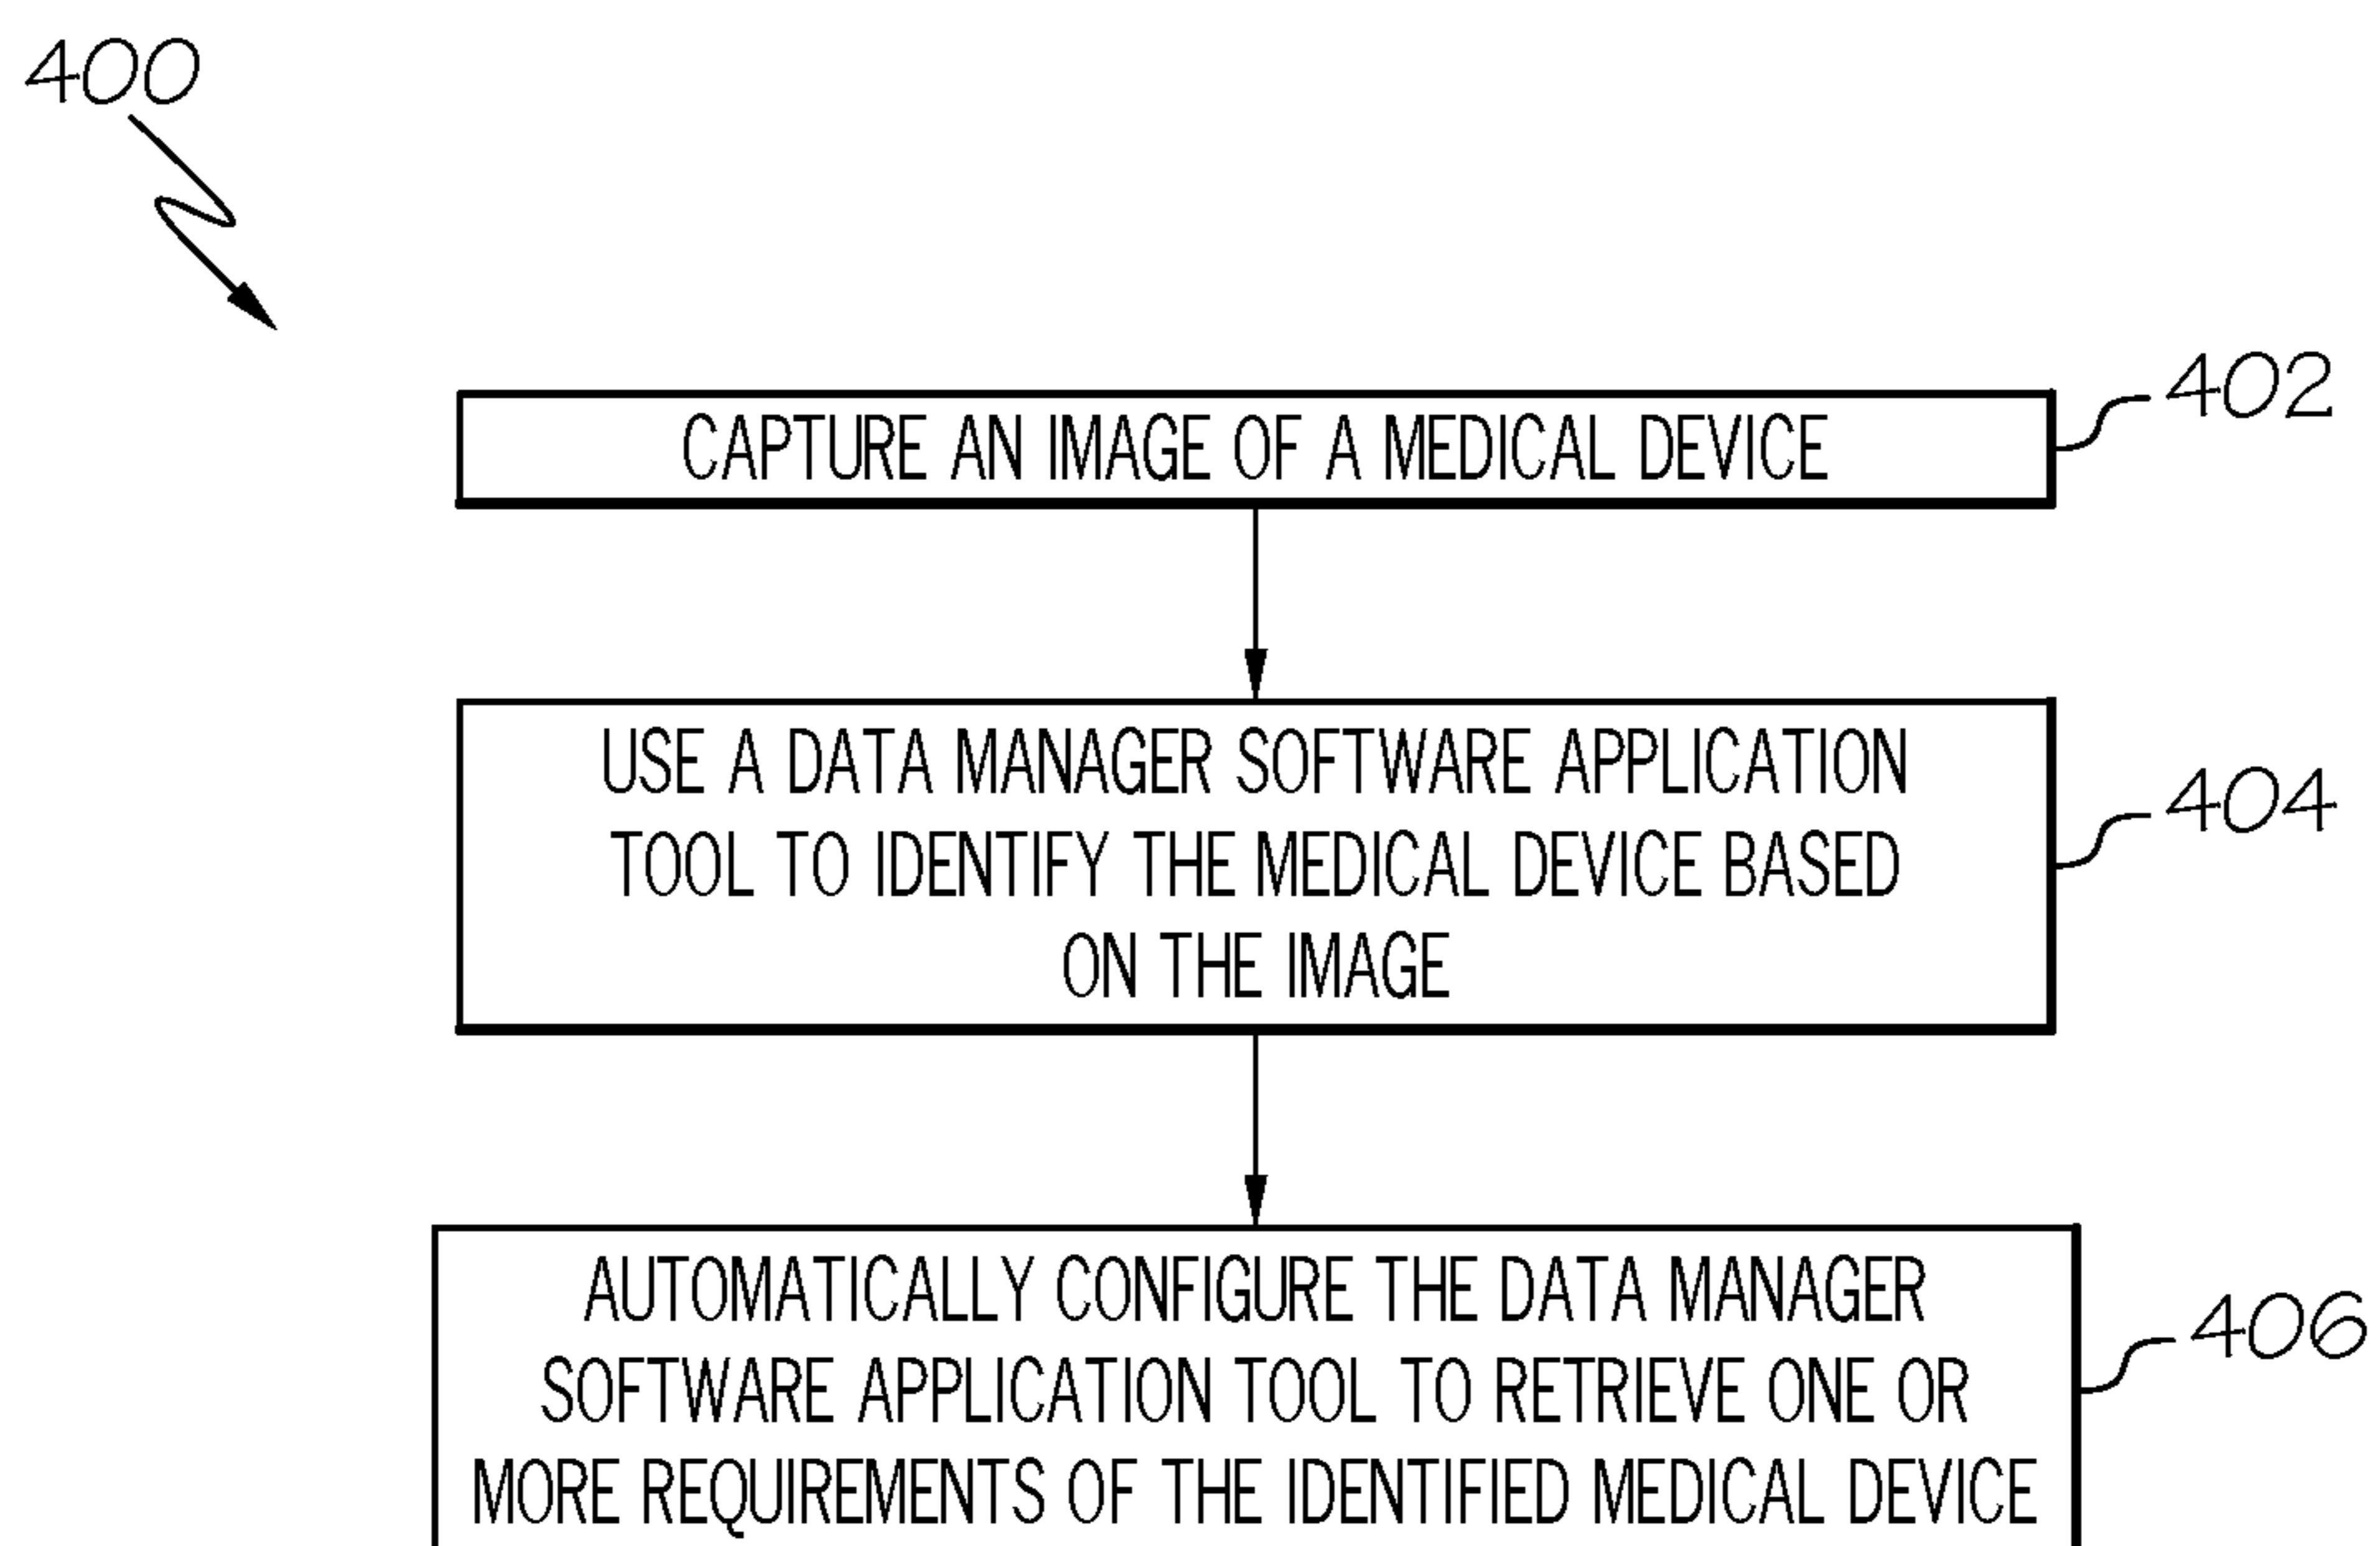 400
CAPTURE AN IMAGE OF A MEDICAL DEVICE
402
USE A DATA MANAGER SOFTWARE APPLICATION
TOOL TO IDENTIFY THE MEDICAL DEVICE BASED
ON THE IMAGE
404
AUTOMATICALLY CONFIGURE THE DATA MANAGER
SOFTWARE APPLICATION TOOL TO RETRIEVE ONE OR
MORE REQUIREMENTS OF THE IDENTIFIED MEDICAL DEVICE
406